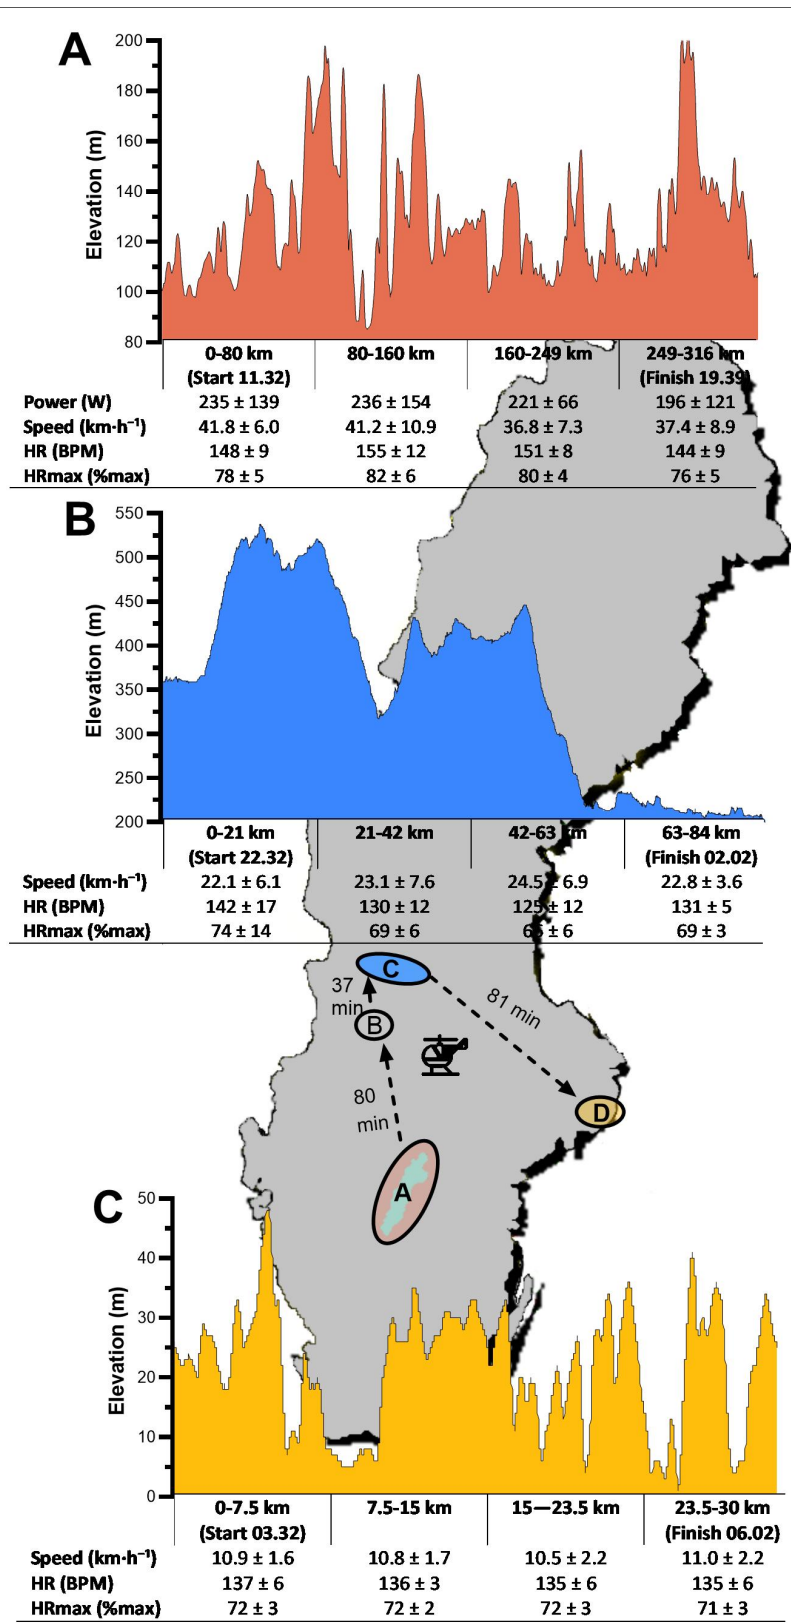 A
Elevation (m)
200
180
160
140
120
100
80
0-80 km 80-160 km 160-249 km 249-316 km
(Start 11.32) (Finish 19.39)
Power (W) 235 ± 139 236 ± 154 221 ± 66 196 ± 121
Speed (km·h⁻¹) 41.8 ± 6.0 41.2 ± 10.9 36.8 ± 7.3 37.4 ± 8.9
HR (BPM) 148 ± 9 155 ± 12 151 ± 8 144 ± 9
HRmax (%max) 78 ± 5 82 ± 6 80 ± 4 76 ± 5
B
Elevation (m)
550
500
450
400
350
300
250
200
0-21 km 21-42 km 42-63 km 63-84 km
(Start 22.32) (Finish 02.02)
Speed (km·h⁻¹) 22.1 ± 6.1 23.1 ± 7.6 24.5 ± 6.9 22.8 ± 3.6
HR (BPM) 142 ± 17 130 ± 12 125 ± 12 131 ± 5
HRmax (%max) 74 ± 14 69 ± 6 ± 6 69 ± 3
C
37
min
81 min
B
80
min
D
A
C
Elevation (m)
50
40
30
20
10
0
0-7.5 km 7.5-15 km 15—23.5 km 23.5-30 km
(Start 03.32) (Finish 06.02)
Speed (km·h⁻¹) 10.9 ± 1.6 10.8 ± 1.7 10.5 ± 2.2 11.0 ± 2.2
HR (BPM) 137 ± 6 136 ± 3 135 ± 6 135 ± 6
HRmax (%max) 72 ± 3 72 ± 2 72 ± 3 71 ± 3